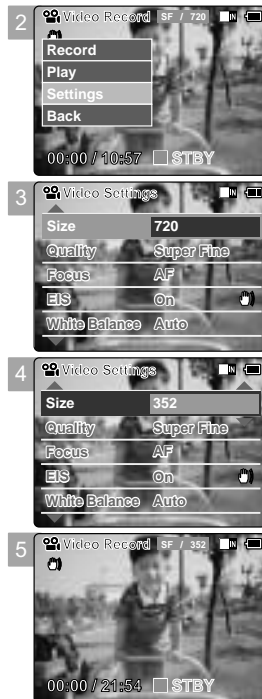 2
Video Record SF / 720 IN
Record
Play
Settings
Back
00:00 / 10:57 STBY
3
Video Settings IN
Size 720
Quality Super Fine
Focus AF
EIS On
White Balance Auto
4
Video Settings IN
Size 352
Quality Super Fine
Focus AF
EIS On
White Balance Auto
5
Video Record SF / 352 IN
00:00 / 21:54 STBY